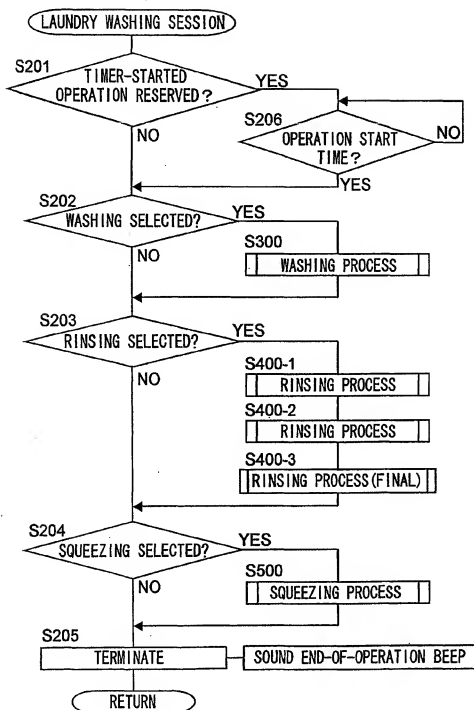 LAUNDRY WASHING SESSION
S201
TIMER-STARTED
OPERATION RESERVED?
YES
NO
S206
OPERATION START
TIME?
NO
YES
S202
WASHING SELECTED?
YES
NO
S300
WASHING PROCESS
S203
RINSING SELECTED?
YES
NO
S400-1
RINSING PROCESS
S400-2
RINSING PROCESS
S400-3
RINSING PROCESS(FINAL)
S204
SQUEEZING SELECTED?
YES
NO
S500
SQUEEZING PROCESS
S205
TERMINATE
SOUND END-OF-OPERATION BEEP
RETURN